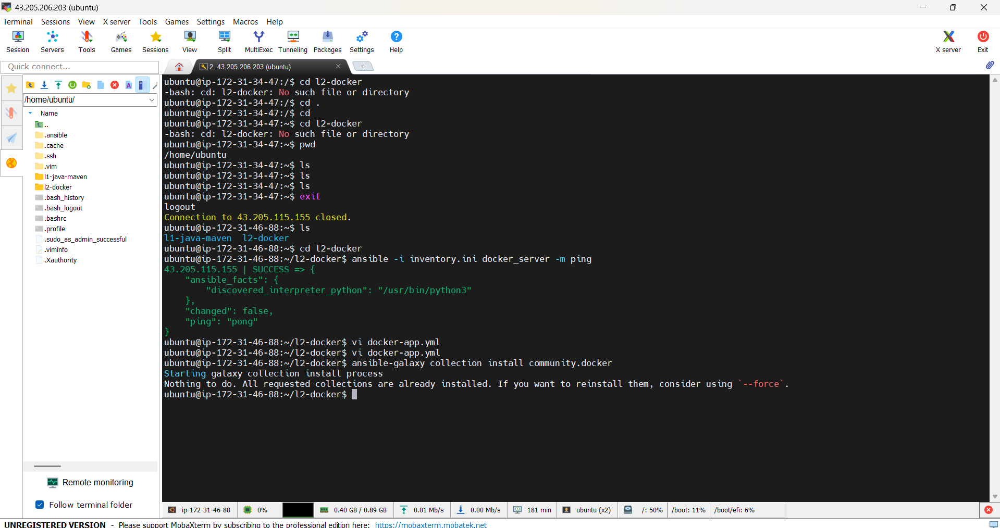 43.205.206.203 (ubuntu)
Terminal Sessions View X server Tools Games Settings Macros Help
Session Servers Tools Games Sessions View Split MultiExec Tunneling Packages Settings Help X server Exit
Quick connect...
2. 43.205.206.203 (ubuntu)
/home/ubuntu/
Name
..
.ansible
.cache
.ssh
.vim
l1-java-maven
l2-docker
.bash_history
.bash_logout
.bashrc
.profile
.sudo_as_admin_successful
.viminfo
.Xauthority
Remote monitoring
Follow terminal folder
ubuntu@ip-172-31-34-47:/$ cd l2-docker
-bash: cd: l2-docker: No such file or directory
ubuntu@ip-172-31-34-47:/$ cd .
ubuntu@ip-172-31-34-47:/$ cd
ubuntu@ip-172-31-34-47:~$ cd l2-docker
-bash: cd: l2-docker: No such file or directory
ubuntu@ip-172-31-34-47:~$ pwd
/home/ubuntu
ubuntu@ip-172-31-34-47:~$ ls
ubuntu@ip-172-31-34-47:~$ ls
ubuntu@ip-172-31-34-47:~$ ls
ubuntu@ip-172-31-34-47:~$ exit
logout
Connection to 43.205.115.155 closed.
ubuntu@ip-172-31-46-88:~$ ls
l1-java-maven  l2-docker
ubuntu@ip-172-31-46-88:~$ cd l2-docker
ubuntu@ip-172-31-46-88:~/l2-docker$ ansible -i inventory.ini docker_server -m ping
43.205.115.155 | SUCCESS => {
    "ansible_facts": {
        "discovered_interpreter_python": "/usr/bin/python3"
    },
    "changed": false,
    "ping": "pong"
}
ubuntu@ip-172-31-46-88:~/l2-docker$ vi docker-app.yml
ubuntu@ip-172-31-46-88:~/l2-docker$ vi docker-app.yml
ubuntu@ip-172-31-46-88:~/l2-docker$ ansible-galaxy collection install community.docker
Starting galaxy collection install process
Nothing to do. All requested collections are already installed. If you want to reinstall them, consider using `--force`.
ubuntu@ip-172-31-46-88:~/l2-docker$
ip-172-31-46-88 0% 0.40 GB / 0.89 GB 0.01 Mb/s 0.00 Mb/s 181 min ubuntu (x2) /: 50% /boot: 11% /boot/efi: 6%
UNREGISTERED VERSION - Please support MobaXterm by subscribing to the professional edition here: https://mobaxterm.mobatek.net